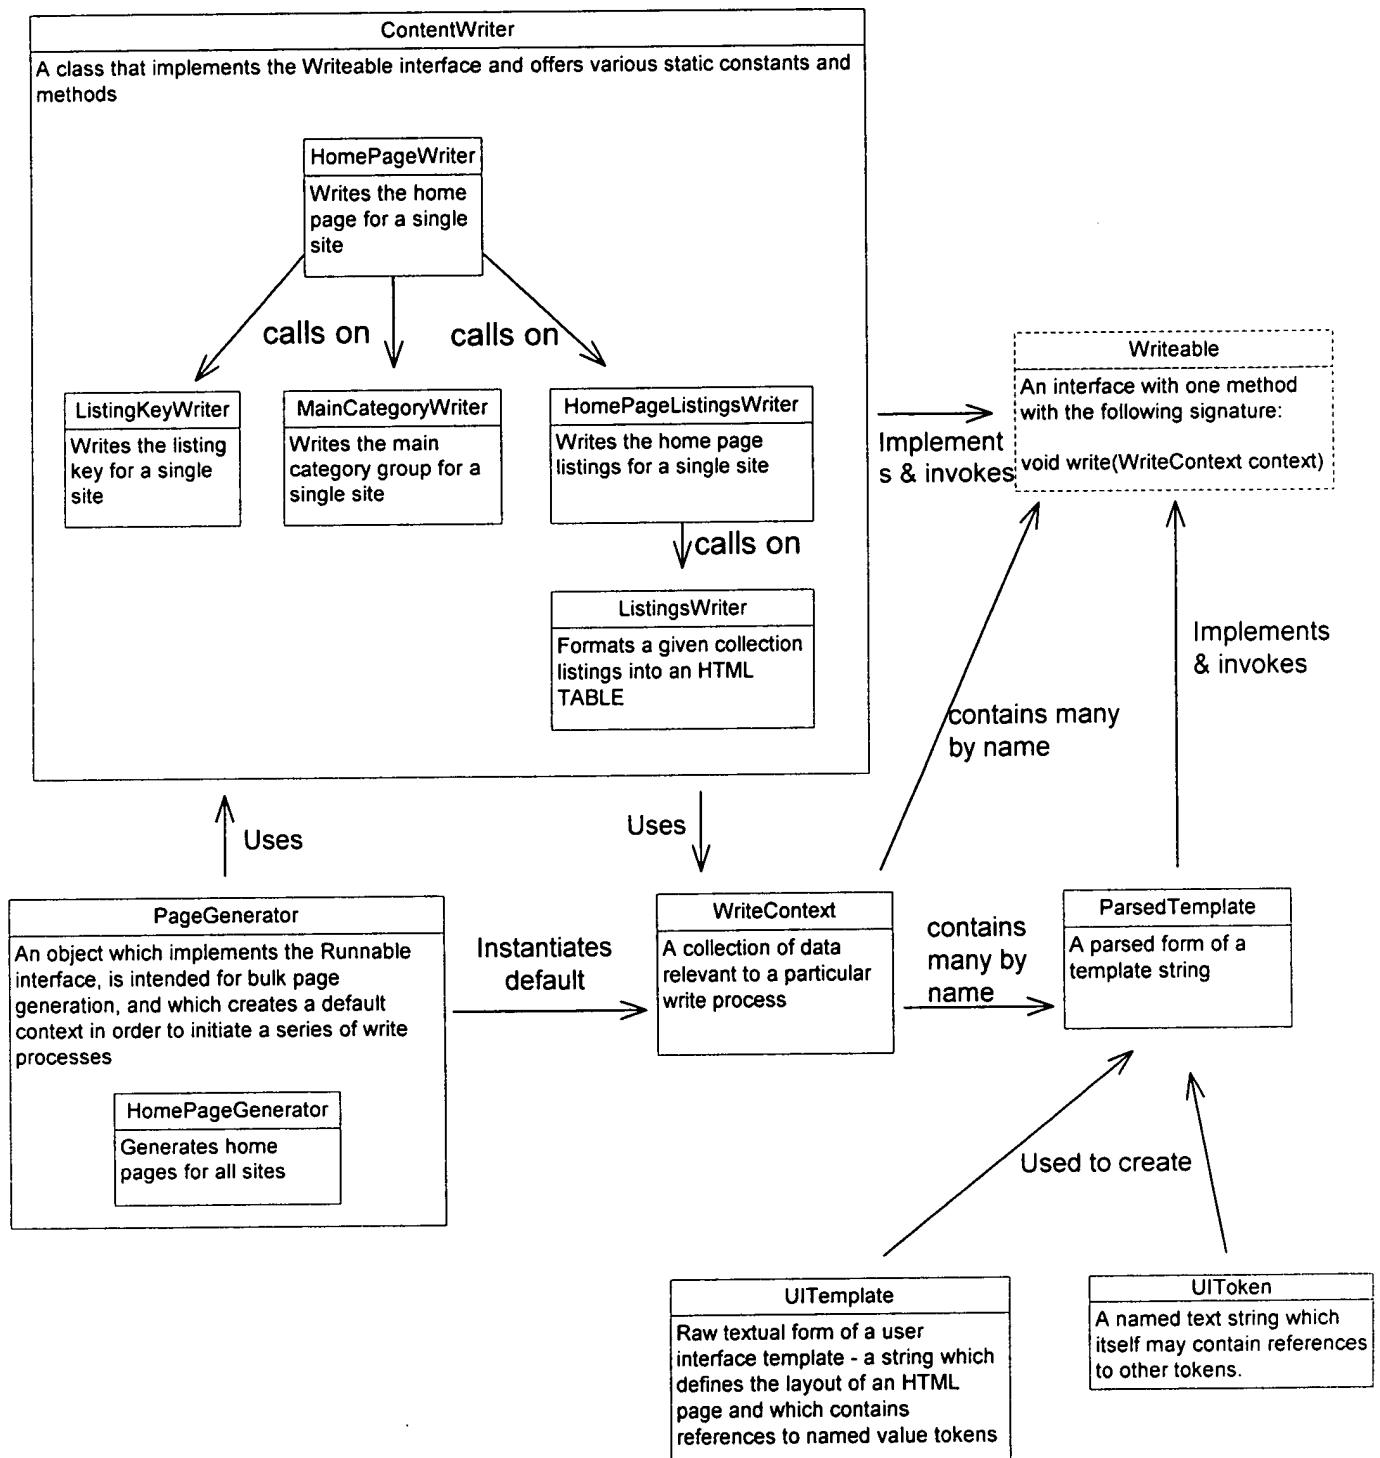 ContentWriter
A class that implements the Writeable interface and offers various static constants and
methods
HomePageWriter
Writes the home
page for a single
site
calls on
calls on
ListingKeyWriter
Writes the listing
key for a single
site
MainCategoryWriter
Writes the main
category group for a
single site
HomePageListingsWriter
Writes the home page
listings for a single site
calls on
ListingsWriter
Formats a given collection
listings into an HTML
TABLE
Implement
s & invokes
Writeable
An interface with one method
with the following signature:
void write(WriteContext context)
Implements
& invokes
contains many
by name
Uses
Uses
PageGenerator
An object which implements the Runnable
interface, is intended for bulk page
generation, and which creates a default
context in order to initiate a series of write
processes
HomePageGenerator
Generates home
pages for all sites
Instantiates
default
WriteContext
A collection of data
relevant to a particular
write process
contains
many by
name
ParsedTemplate
A parsed form of a
template string
Used to create
UITemplate
Raw textual form of a user
interface template - a string which
defines the layout of an HTML
page and which contains
references to named value tokens
UIToken
A named text string which
itself may contain references
to other tokens.